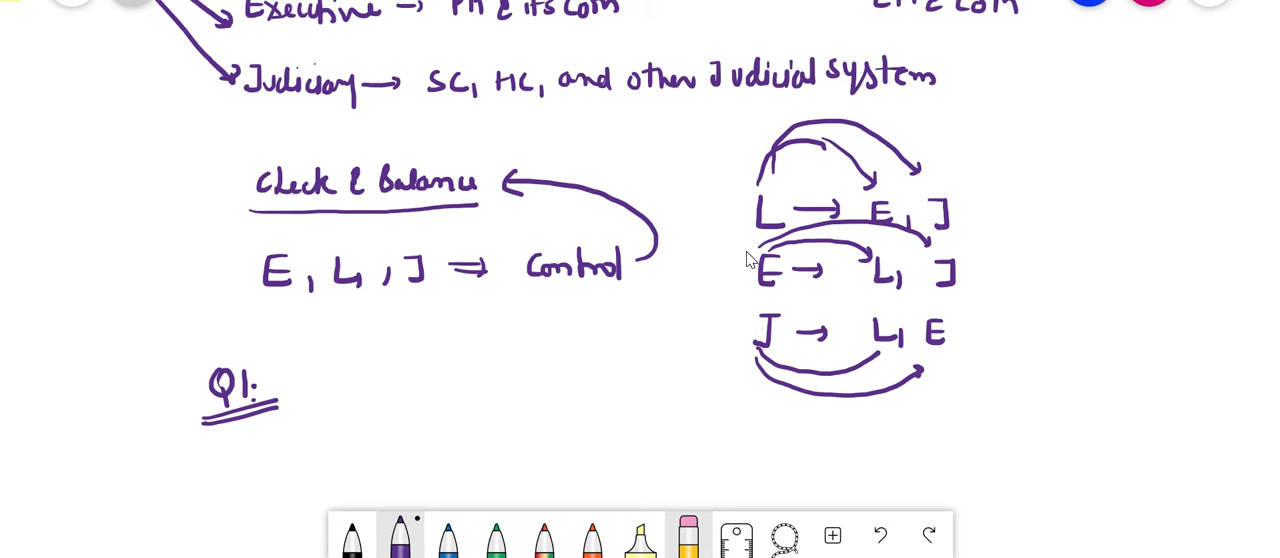 Executive → PM & its COM
Judiciary → SC, HC, and other Judicial system
Check & Balance
L → E, J
E, L, J ⇒ Control
E → L, J
J → L, E
Q1: